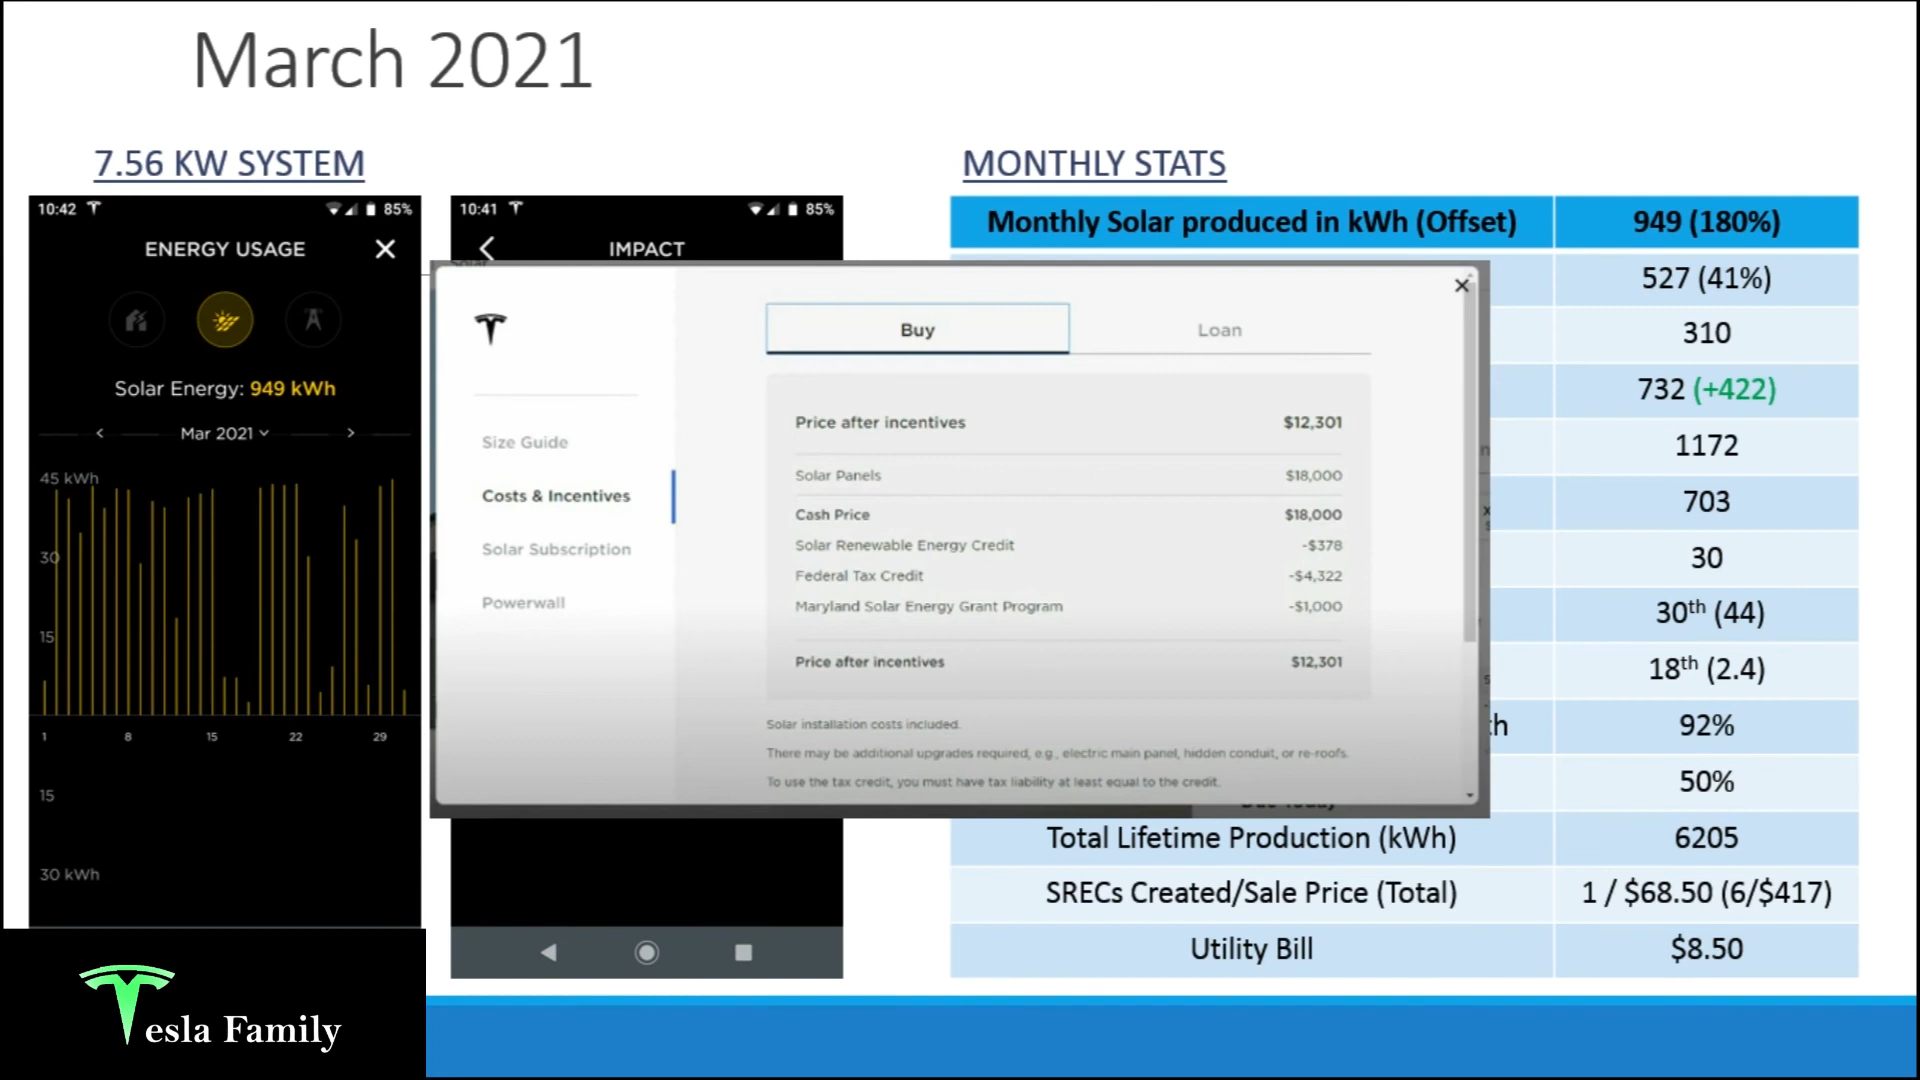 March 2021
7.56 KW SYSTEM
10:42
85%
ENERGY USAGE
Solar Energy: 949 kWh
Mar 2021
45 kWh
30
15
1 8 15 22 29
15
30 kWh
10:41
85%
IMPACT
Buy
Loan
Size Guide
Costs & Incentives
Solar Subscription
Powerwall
Price after incentives $12,301
Solar Panels $18,000
Cash Price $18,000
Solar Renewable Energy Credit -$378
Federal Tax Credit -$4,322
Maryland Solar Energy Grant Program -$1,000
Price after incentives $12,301
Solar installation costs included.
There may be additional upgrades required, e.g., electric main panel, hidden conduit, or re-roofs.
To use the tax credit, you must have tax liability at least equal to the credit.
MONTHLY STATS
Monthly Solar produced in kWh (Offset) 949 (180%)
527 (41%)
310
732 (+422)
1172
703
30
30th (44)
18th (2.4)
92%
50%
Total Lifetime Production (kWh) 6205
SRECs Created/Sale Price (Total) 1 / $68.50 (6/$417)
Utility Bill $8.50
Tesla Family